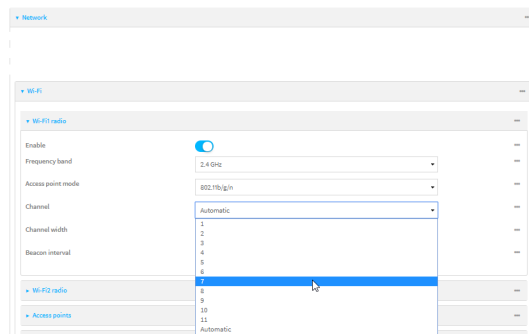 Network
Wi-Fi
Wi-Fi1 radio
Enable
Frequency band
2.4 GHz
Access point mode
802.11b/g/n
Channel
Automatic
Channel width
1
2
3
4
Beacon interval
5
6
7
8
9
10
11
Automatic
Wi-Fi2 radio
Access points